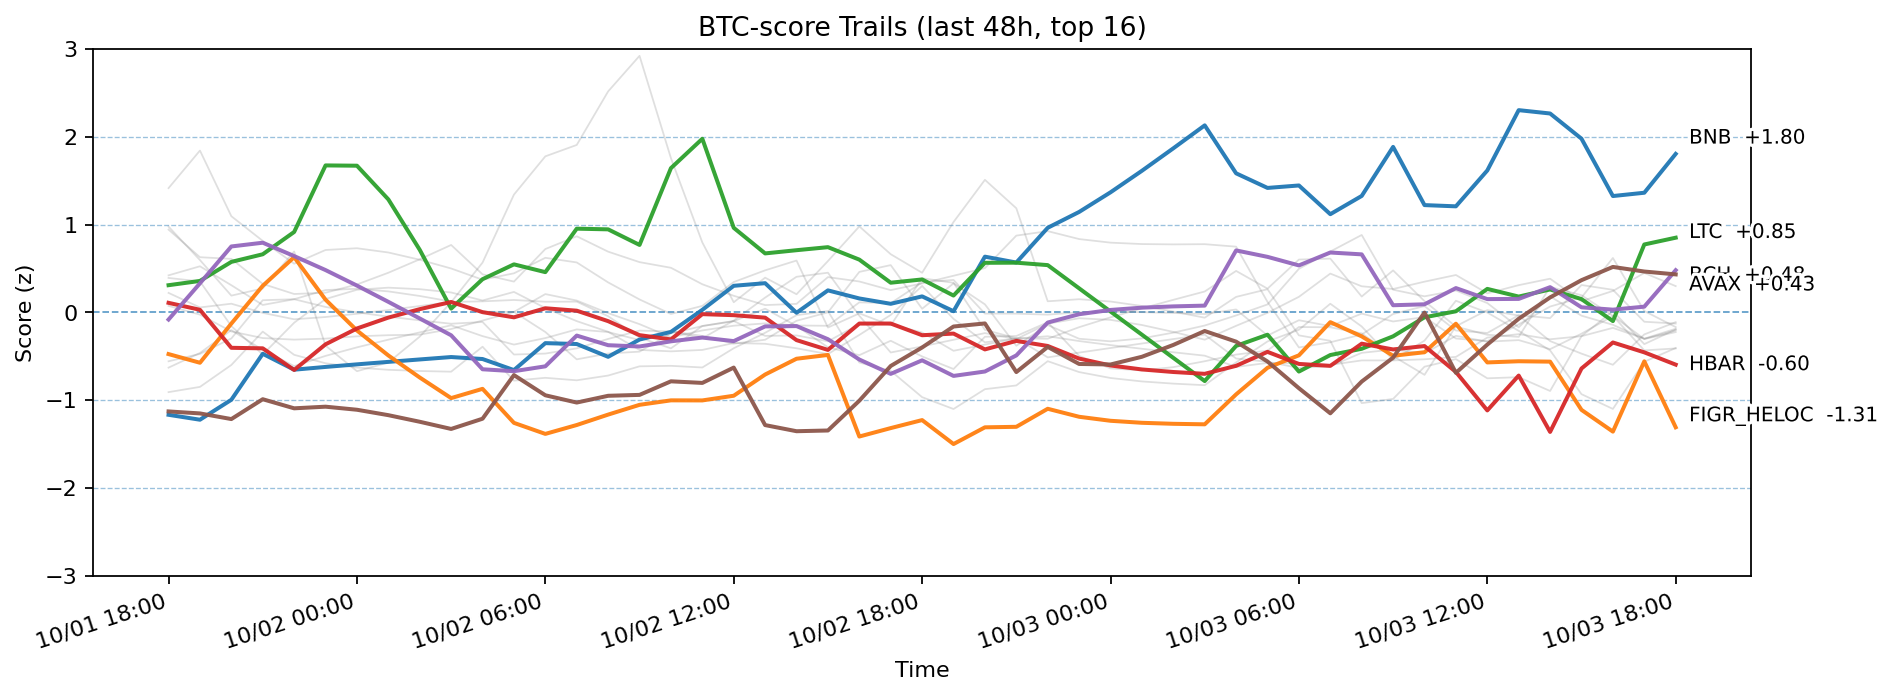 BTC-score Trails (last 48h, top 16)
Score (z)
3
2
1
0
−1
−2
−3
BNB +1.80
LTC +0.85
BCH +0.48
AVAX +0.43
HBAR -0.60
FIGR_HELOC -1.31
10/01 18:00
10/02 00:00
10/02 06:00
10/02 12:00
10/02 18:00
10/03 00:00
10/03 06:00
10/03 12:00
10/03 18:00
Time